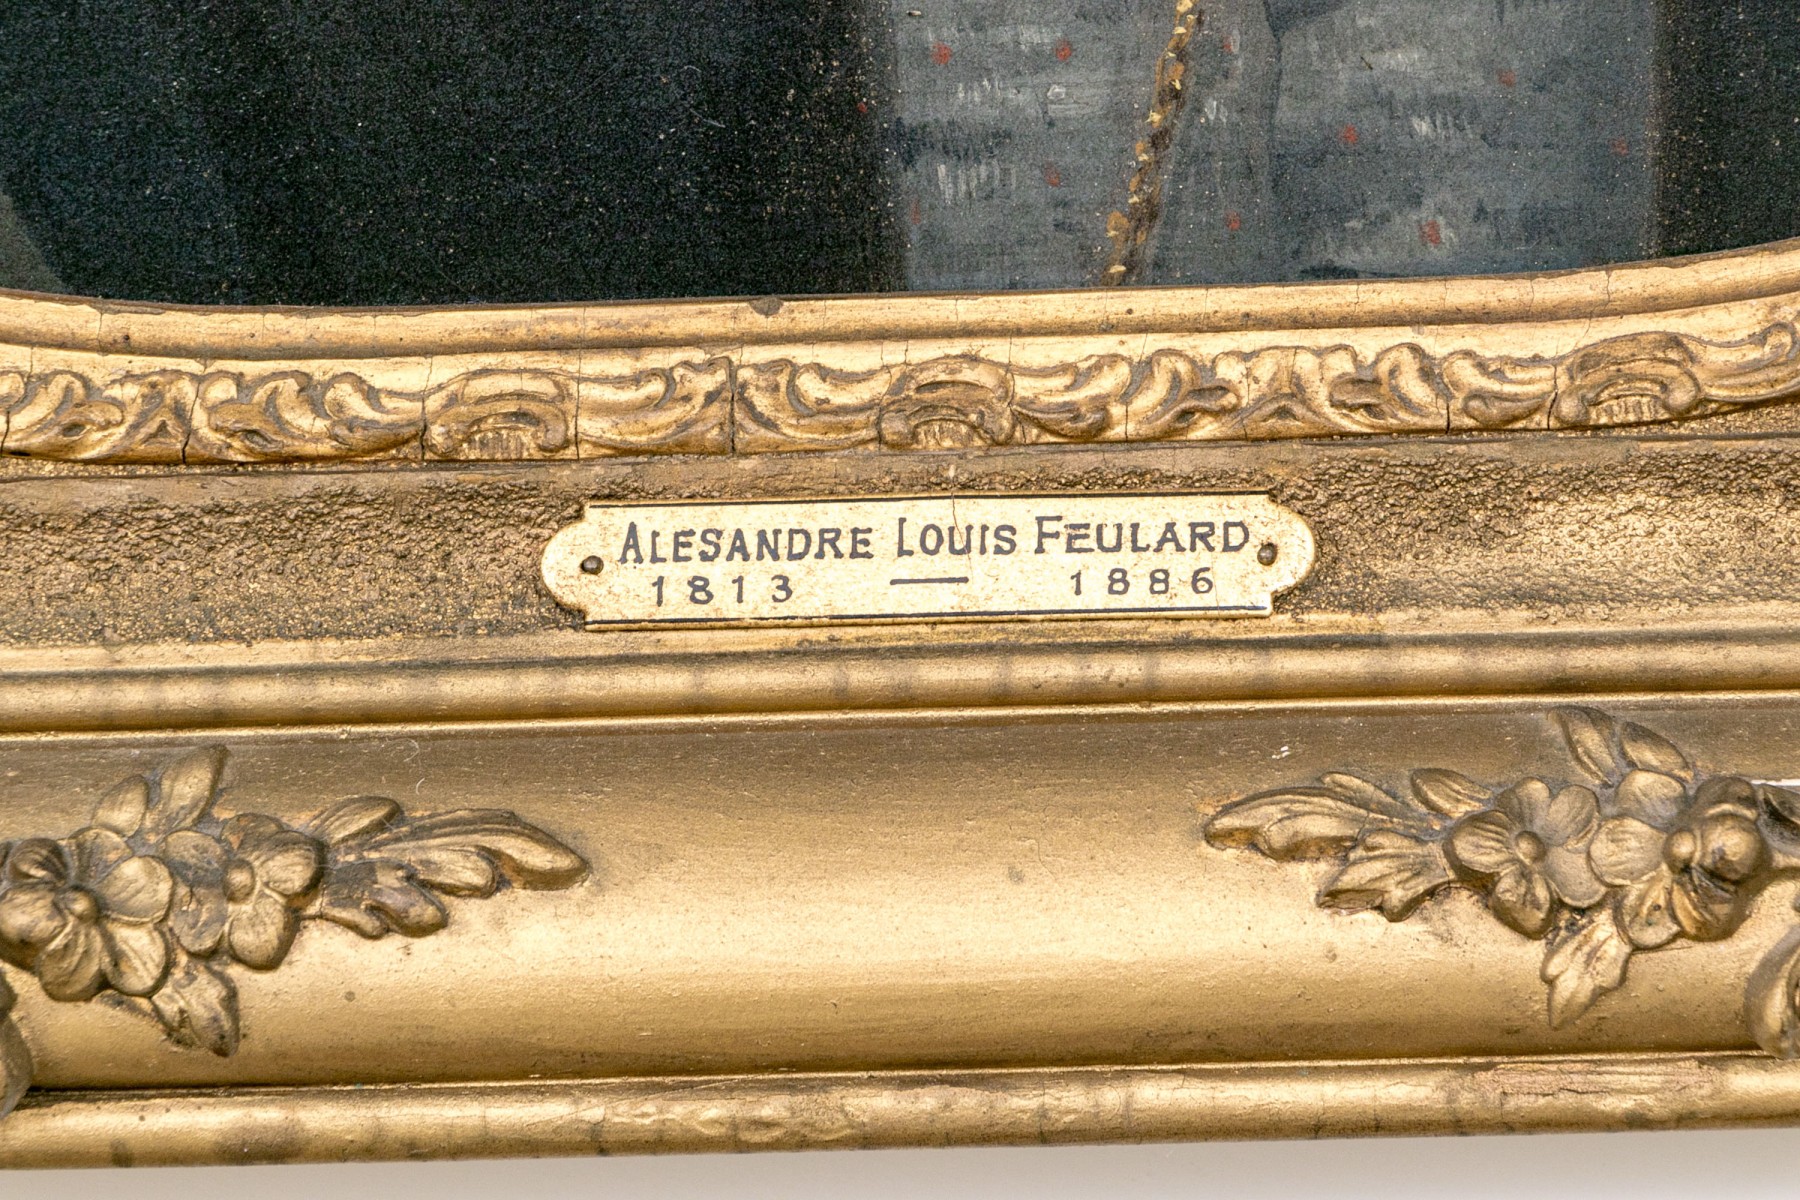 ALESANDRE LOUIS FEULARD
1813 — 1886